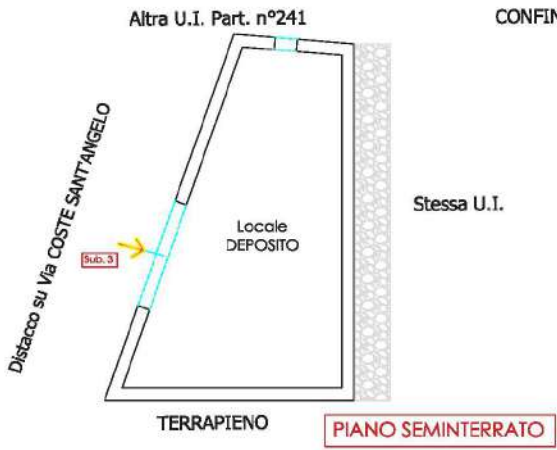 Altra U.I. Part. n°241
CONFIN
Distacco su Via COSTE SANT'ANGELO
Stessa U.I.
Locale
DEPOSITO
Sub. 3
TERRAPIENO
PIANO SEMINTERRATO